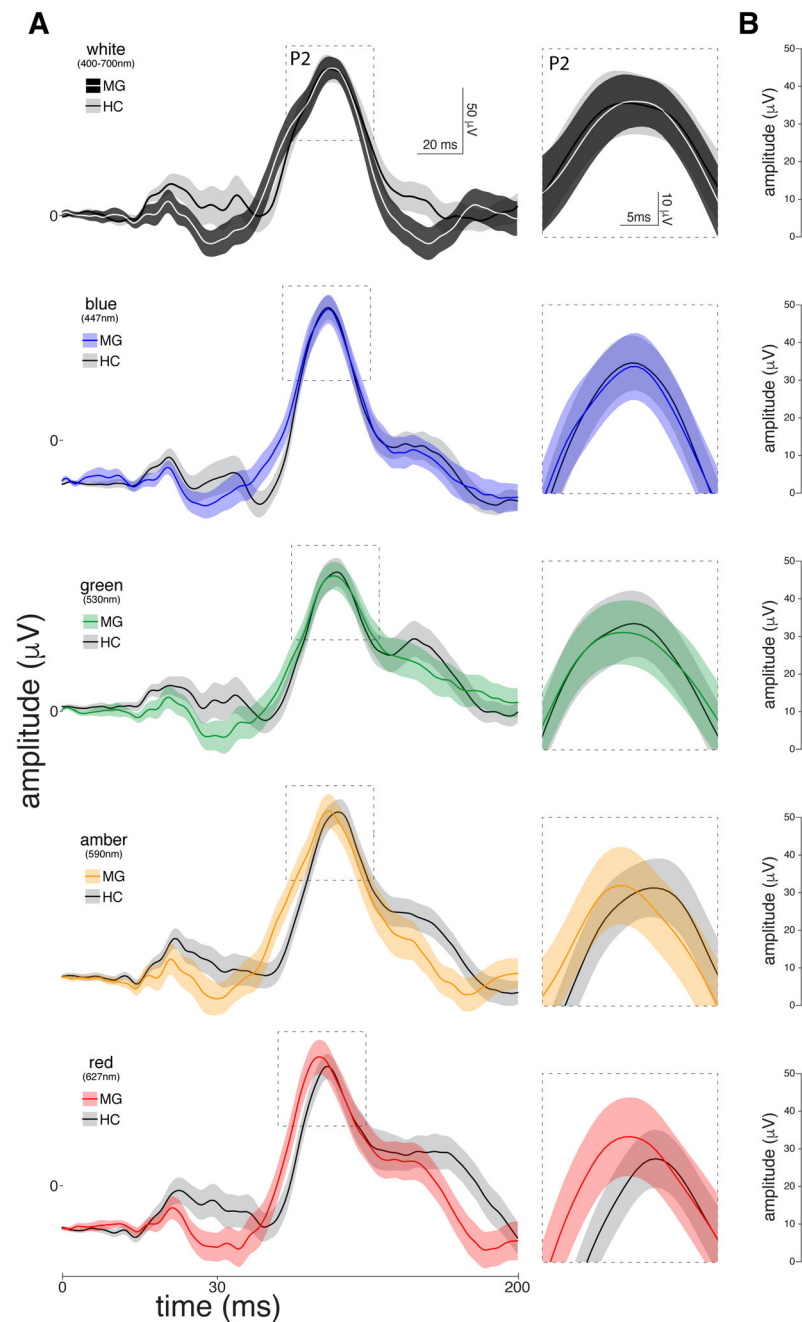 A
B
white
(400-700nm)
MG
HC
P2
50 µV
20 ms
0
P2
10 µV
5ms
amplitude (µV)
50
40
30
20
10
0
blue
(447nm)
MG
HC
0
amplitude (µV)
50
40
30
20
10
0
green
(530nm)
MG
HC
0
amplitude (µV)
amplitude (µV)
50
40
30
20
10
0
amber
(590nm)
MG
HC
0
amplitude (µV)
50
40
30
20
10
0
red
(627nm)
MG
HC
0
amplitude (µV)
50
40
30
20
10
0
0
30
200
time (ms)